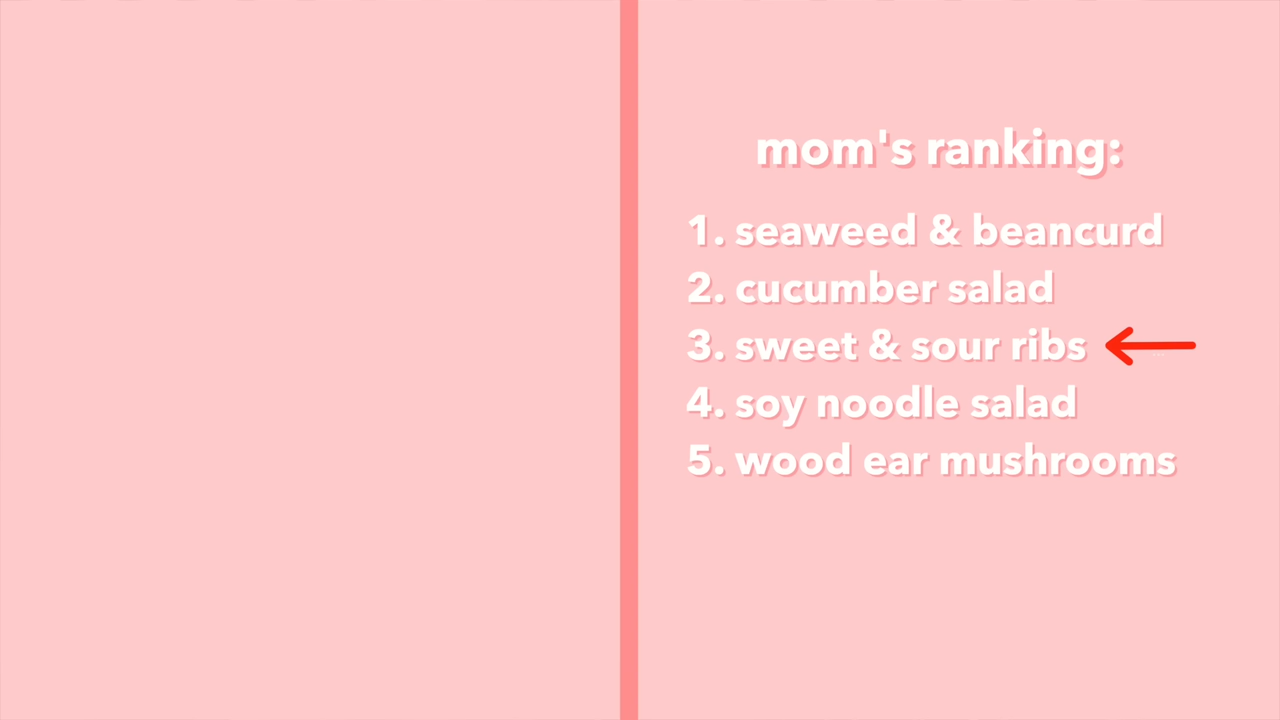 mom's ranking:
1. seaweed & beancurd
2. cucumber salad
3. sweet & sour ribs
4. soy noodle salad
5. wood ear mushrooms